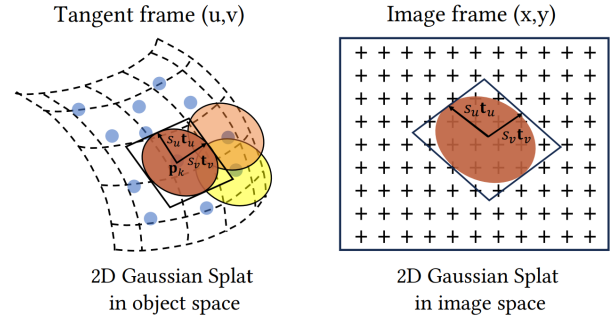 Tangent frame (u,v)
s_u t_u
s_v t_v
p_k
2D Gaussian Splat
in object space
Image frame (x,y)
s_u t_u
s_v t_v
2D Gaussian Splat
in image space